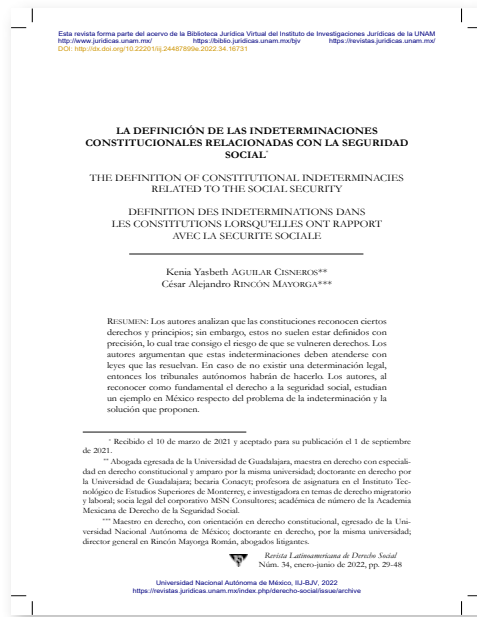 Esta revista forma parte del acervo de la Biblioteca Jurídica Virtual del Instituto de Investigaciones Jurídicas de la UNAM
http://www.juridicas.unam.mx/ https://biblio.juridicas.unam.mx/bjv https://revistas.juridicas.unam.mx/
DOI: http://dx.doi.org/10.22201/iij.24487899e.2022.34.16731
LA DEFINICIÓN DE LAS INDETERMINACIONES
CONSTITUCIONALES RELACIONADAS CON LA SEGURIDAD
SOCIAL*
THE DEFINITION OF CONSTITUTIONAL INDETERMINACIES
RELATED TO THE SOCIAL SECURITY
DEFINITION DES INDETERMINATIONS DANS
LES CONSTITUTIONS LORSQU'ELLES ONT RAPPORT
AVEC LA SECURITE SOCIALE
Kenia Yasbeth AGUILAR CISNEROS**
César Alejandro RINCÓN MAYORGA***
RESUMEN: Los autores analizan que las constituciones reconocen ciertos
derechos y principios; sin embargo, estos no suelen estar definidos con
precisión, lo cual trae consigo el riesgo de que se vulneren derechos. Los
autores argumentan que estas indeterminaciones deben atenderse con
leyes que las resuelvan. En caso de no existir una determinación legal,
entonces los tribunales autónomos habrán de hacerlo. Los autores, al
reconocer como fundamental el derecho a la seguridad social, estudian
un ejemplo en México respecto del problema de la indeterminación y la
solución que proponen.
* Recibido el 10 de marzo de 2021 y aceptado para su publicación el 1 de septiembre
de 2021.
** Abogada egresada de la Universidad de Guadalajara, maestra en derecho con especiali-
dad en derecho constitucional y amparo por la misma universidad; doctorante en derecho por
la Universidad de Guadalajara; becaria Conacyt; profesora de asignatura en el Instituto Tec-
nológico de Estudios Superiores de Monterrey, e investigadora en temas de derecho migratorio
y laboral; socia legal del corporativo MSN Consultores; académica de número de la Academia
Mexicana de Derecho de la Seguridad Social.
*** Maestro en derecho, con orientación en derecho constitucional, egresado de la Uni-
versidad Nacional Autónoma de México; doctorante en derecho, por la misma universidad;
director general en Rincón Mayorga Román, abogados litigantes.
Revista Latinoamericana de Derecho Social
Núm. 34, enero-junio de 2022, pp. 29-48
Universidad Nacional Autónoma de México, IIJ-BJV, 2022
https://revistas.juridicas.unam.mx/index.php/derecho-social/issue/archive